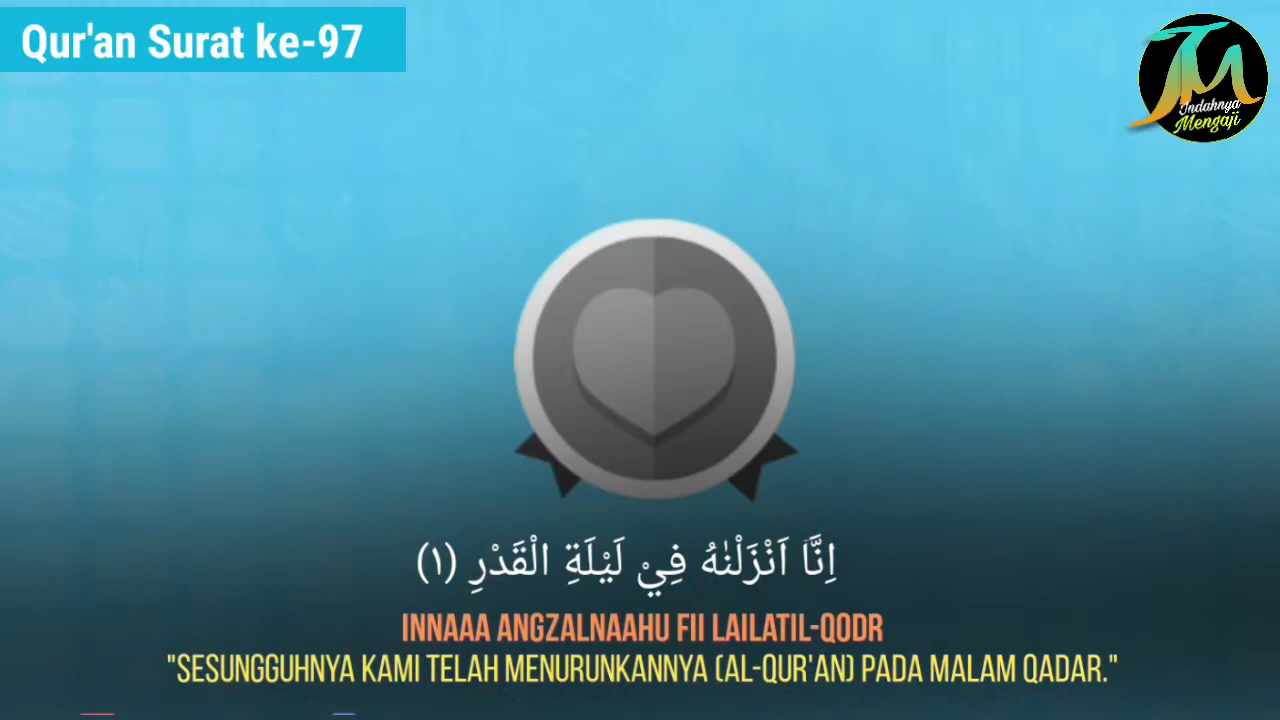 Qur'an Surat ke-97
Indahnya
Mengaji
اِنَّآ اَنْزَلْنٰهُ فِيْ لَيْلَةِ الْقَدْرِ (١)
INNAAA ANGZALNAAHU FII LAILATIL-QODR
"SESUNGGUHNYA KAMI TELAH MENURUNKANNYA (AL-QUR'AN) PADA MALAM QADAR."